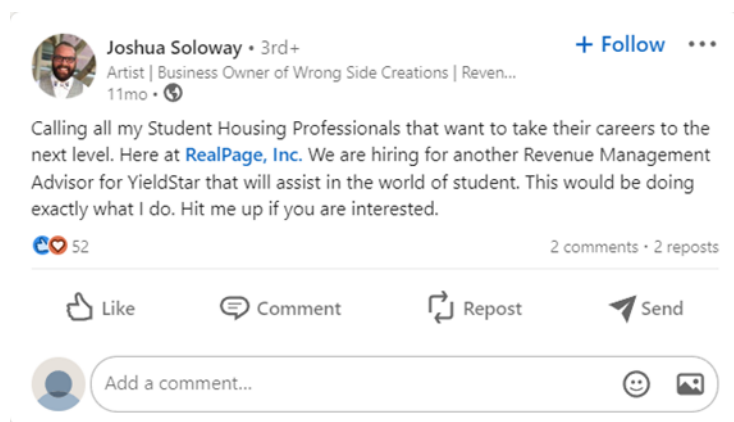 Joshua Soloway • 3rd+
+ Follow
Artist | Business Owner of Wrong Side Creations | Reven...
11mo •
Calling all my Student Housing Professionals that want to take their careers to the
next level. Here at RealPage, Inc. We are hiring for another Revenue Management
Advisor for YieldStar that will assist in the world of student. This would be doing
exactly what I do. Hit me up if you are interested.
52
2 comments • 2 reposts
Like
Comment
Repost
Send
Add a comment...